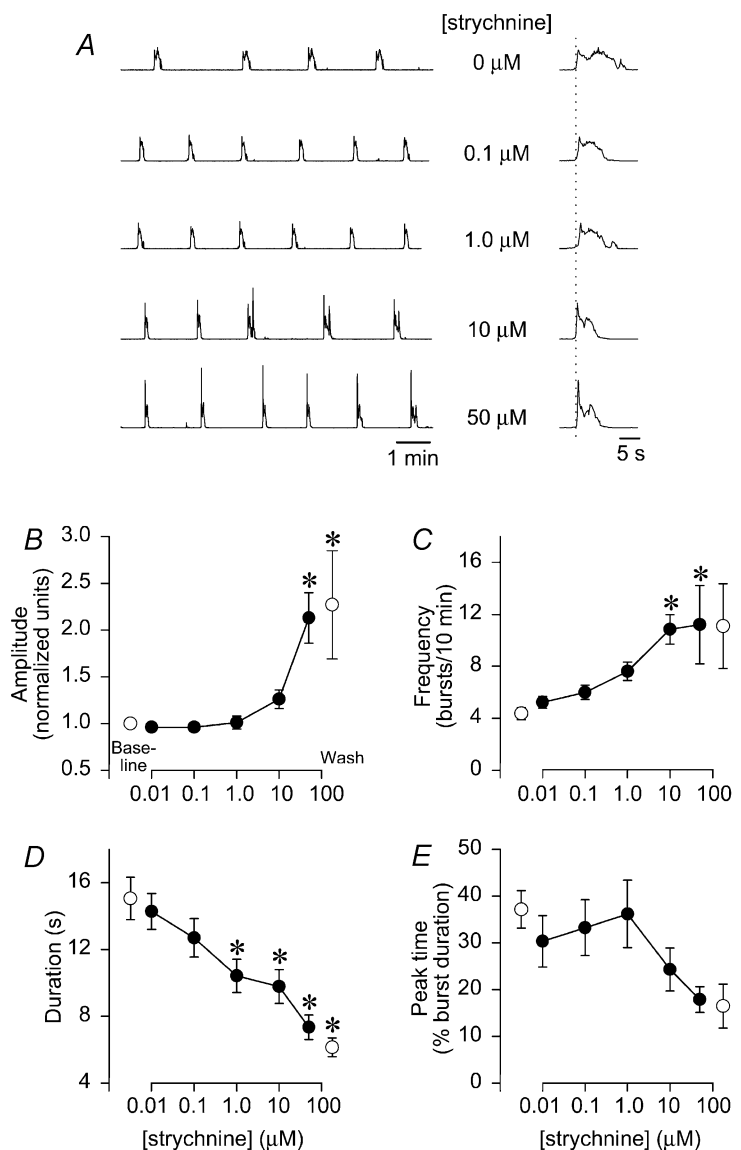 A
[strychnine]
0 μM
0.1 μM
1.0 μM
10 μM
50 μM
1 min
5 s
B
Amplitude
(normalized units)
3.0
2.5
2.0
1.5
1.0
0.5
*
*
Base-
line
Wash
0.01 0.1 1.0 10 100
C
Frequency
(bursts/10 min)
16
12
8
4
0
*
*
0.01 0.1 1.0 10 100
D
Duration (s)
16
12
8
4
*
*
*
*
0.01 0.1 1.0 10 100
[strychnine] (μM)
E
Peak time
(% burst duration)
50
40
30
20
10
0
0.01 0.1 1.0 10 100
[strychnine] (μM)